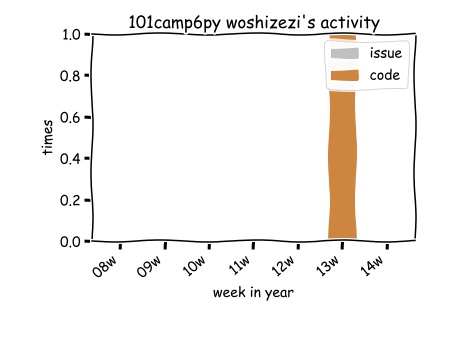 101camp6py woshizezi's activity
1.0
0.8
0.6
0.4
0.2
0.0
times
issue
code
08w 09w 10w 11w 12w 13w 14w
week in year